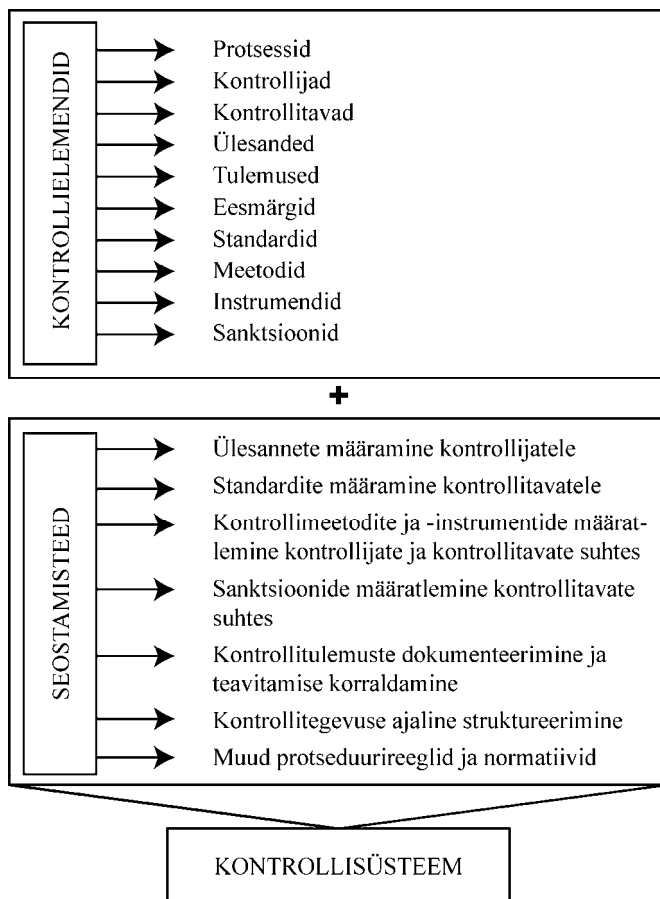 KONTROLLIELEMENDID
Protsessid
Kontrollijad
Kontrollitavad
Ülesanded
Tulemused
Eesmärgid
Standardid
Meetodid
Instrumendid
Sanktsioonid
+
SEOSTAMISTEED
Ülesannete määramine kontrollijatele
Standardite määramine kontrollitavatele
Kontrollimeetodite ja -instrumentide määrat-
lemine kontrollijate ja kontrollitavate suhtes
Sanktsioonide määratlemine kontrollitavate
suhtes
Kontrollitulemuste dokumenteerimine ja
teavitamise korraldamine
Kontrollitegevuse ajaline struktureerimine
Muud protseduurireeglid ja normatiivid
KONTROLLISÜSTEEM